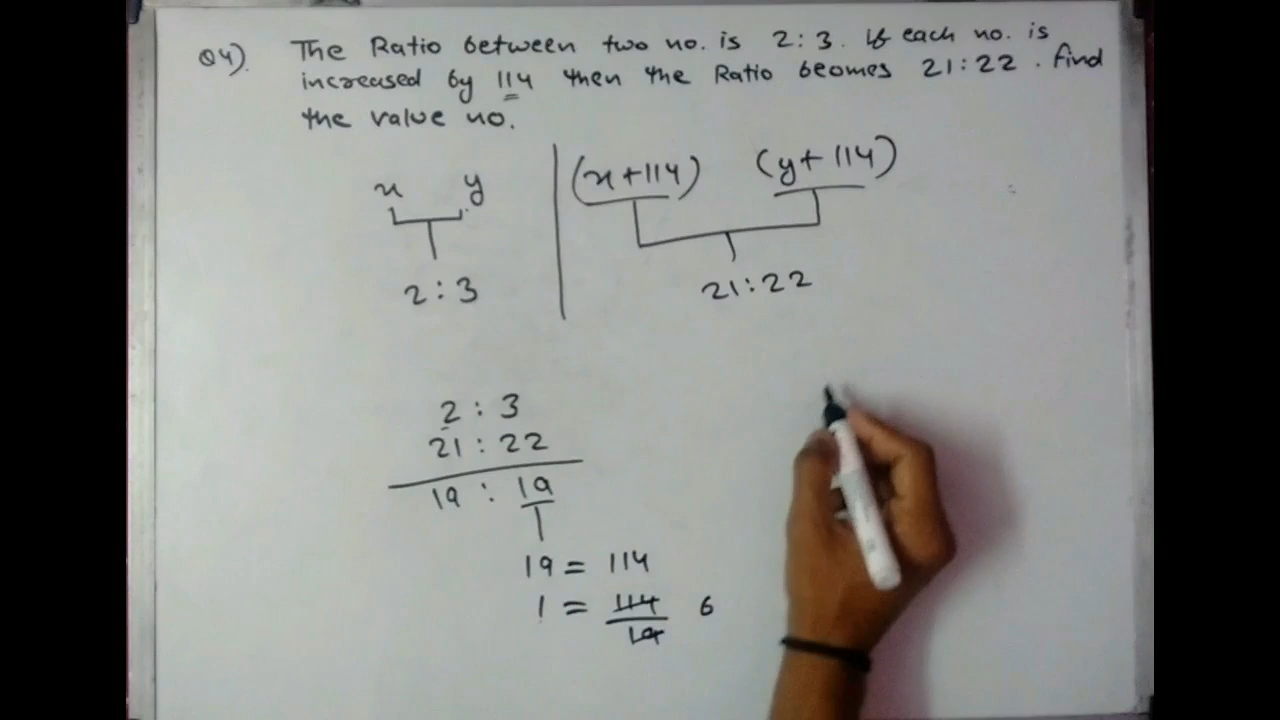 Q4). The Ratio between two no. is 2:3. If each no. is
increased by 114 then the Ratio beomes 21:22. find
the value no.
x y
2:3
(x+114) (y+114)
21:22
2 : 3
21 : 22
19 : 19
19 = 114
1 = 114/19 6